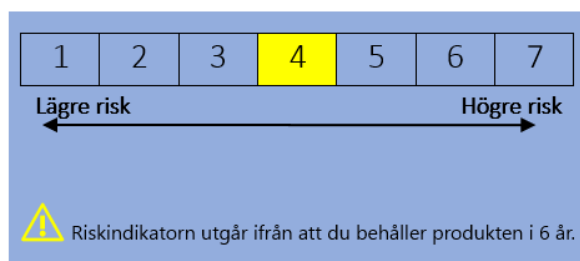 1 2 3 4 5 6 7
Lägre risk Högre risk
Riskindikatorn utgår ifrån att du behåller produkten i 6 år.